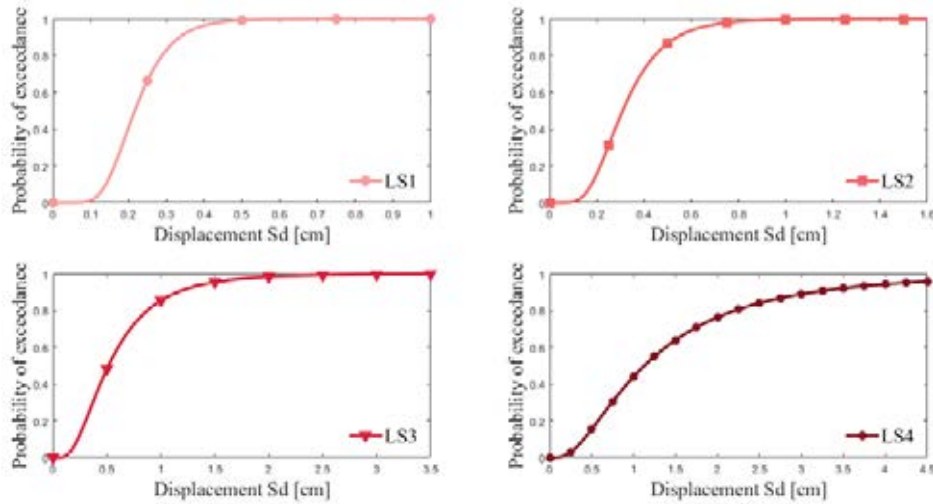 Probability of exceedance
1
0.8
0.6
0.4
0.2
0
0 0.1 0.2 0.3 0.4 0.5 0.6 0.7 0.8 0.9 1
LS1
Displacement Sd [cm]
Probability of exceedance
1
0.8
0.6
0.4
0.2
0
0 0.2 0.4 0.6 0.8 1 1.2 1.4 1.6
LS2
Displacement Sd [cm]
Probability of exceedance
1
0.8
0.6
0.4
0.2
0
0 0.5 1 1.5 2 2.5 3 3.5
LS3
Displacement Sd [cm]
Probability of exceedance
1
0.8
0.6
0.4
0.2
0
0 0.5 1 1.5 2 2.5 3 3.5 4 4.5
LS4
Displacement Sd [cm]